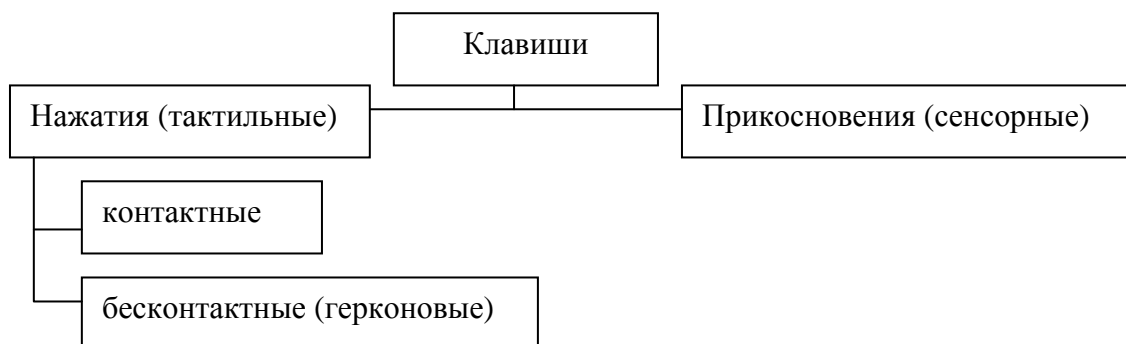 Клавиши
Нажатия (тактильные)
Прикосновения (сенсорные)
контактные
бесконтактные (герконовые)